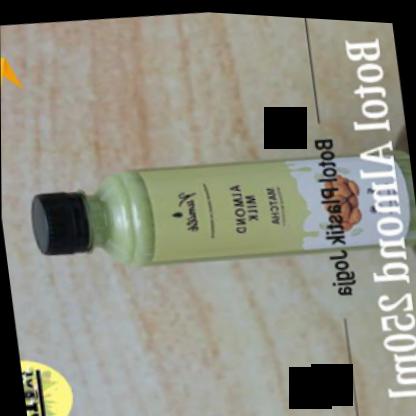 Botol Almond 250ml
Botol Plastik Jogja
MATCHA
ALMOND
MILK